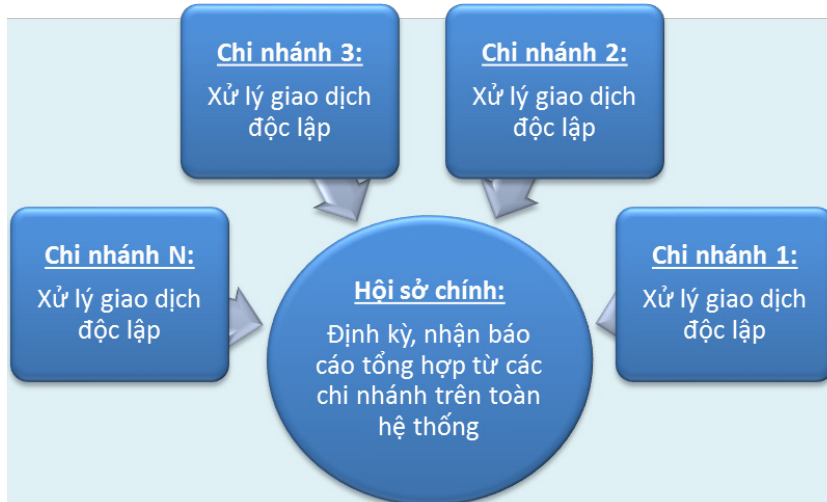 Chi nhánh 3:
Xử lý giao dịch
độc lập
Chi nhánh 2:
Xử lý giao dịch
độc lập
Chi nhánh N:
Xử lý giao dịch
độc lập
Hội sở chính:
Định kỳ, nhận báo
cáo tổng hợp từ các
chi nhánh trên toàn
hệ thống
Chi nhánh 1:
Xử lý giao dịch
độc lập